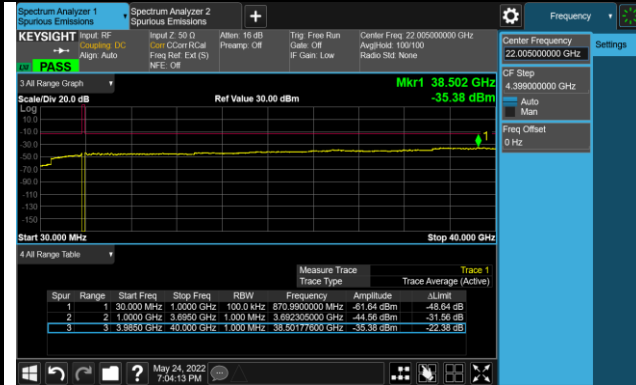 Spectrum Analyzer 1
Spurious Emissions
Spectrum Analyzer 2
Spurious Emissions
+
Frequency
KEYSIGHT
Input: RF
Coupling: DC
Align: Auto
Input Z: 50 Ω
Corr CCorr RCal
Freq Ref: Ext (S)
NFE: Off
Atten: 16 dB
Preamp: Off
Trig: Free Run
Gate: Off
IF Gain: Low
Center Freq: 22.005000000 GHz
Avg|Hold: 100/100
Radio Std: None
PASS
Center Frequency
22.005000000 GHz
Settings
CF Step
4.399000000 GHz
Auto
Man
Freq Offset
0 Hz
3 All Range Graph
Mkr1 38.502 GHz
Scale/Div 20.0 dB
Ref Value 30.00 dBm
-35.38 dBm
Log
10.0
-10.0
-30.0
-50.0
-70.0
-90.0
-110
-130
-150
1
Start 30.000 MHz
Stop 40.000 GHz
4 All Range Table
Measure Trace Trace 1
Trace Type Trace Average (Active)
Spur Range Start Freq Stop Freq RBW Frequency Amplitude ΔLimit
1 1 30.000 MHz 1.0000 GHz 100.0 kHz 870.9900000 MHz -61.64 dBm -48.64 dB
2 2 1.0000 GHz 3.6950 GHz 1.000 MHz 3.692305000 GHz -44.56 dBm -31.56 dB
3 3 3.9850 GHz 40.000 GHz 1.000 MHz 38.50177600 GHz -35.38 dBm -22.38 dB
?
May 24, 2022
7:04:13 PM